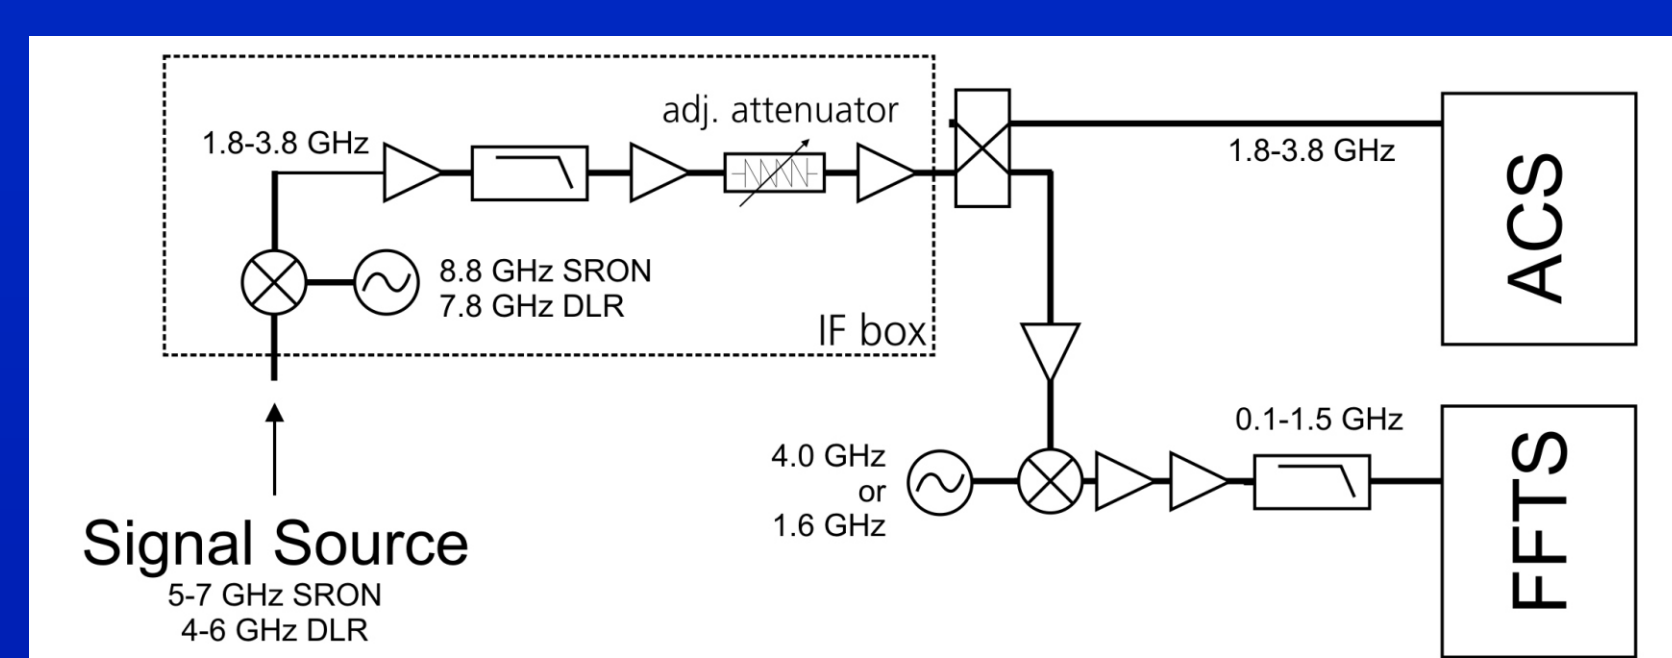 adj. attenuator
1.8-3.8 GHz
1.8-3.8 GHz
ACS
8.8 GHz SRON
7.8 GHz DLR
IF box
0.1-1.5 GHz
4.0 GHz
or
1.6 GHz
FFTS
Signal Source
5-7 GHz SRON
4-6 GHz DLR